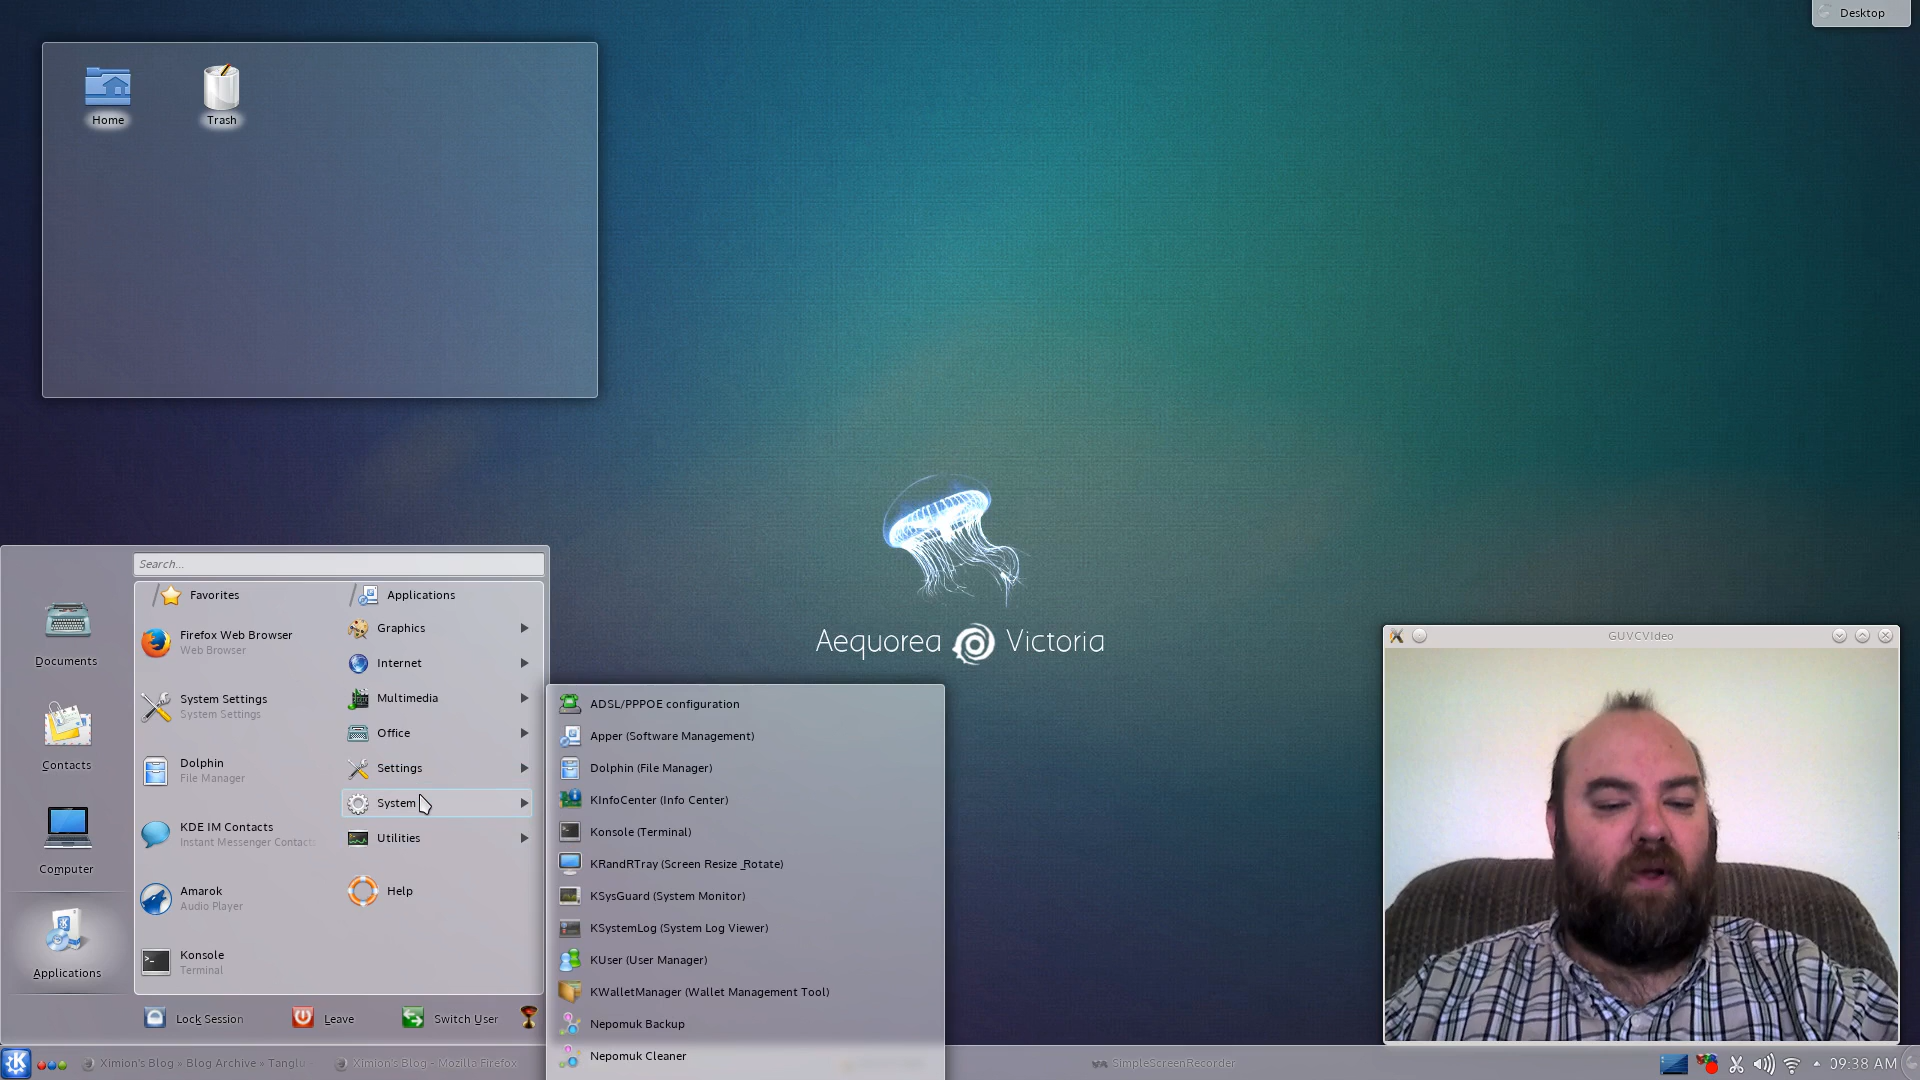 Desktop
Home
Trash
Aequorea Victoria
Search...
Favorites
Applications
Documents
Contacts
Computer
Applications
Firefox Web Browser
Web Browser
System Settings
System Settings
Dolphin
File Manager
KDE IM Contacts
Instant Messenger Contacts
Amarok
Audio Player
Konsole
Terminal
Graphics
Internet
Multimedia
Office
Settings
System
Utilities
Help
Lock Session
Leave
Switch User
ADSL/PPPOE configuration
Apper (Software Management)
Dolphin (File Manager)
KInfoCenter (Info Center)
Konsole (Terminal)
KRandRTray (Screen Resize_Rotate)
KSysGuard (System Monitor)
KSystemLog (System Log Viewer)
KUser (User Manager)
KWalletManager (Wallet Management Tool)
Nepomuk Backup
Nepomuk Cleaner
GUVCVIdeo
Ximion's Blog » Blog Archive » Tanglu
Ximion's Blog - Mozilla Firefox
SimpleScreenRecorder
09:38 AM